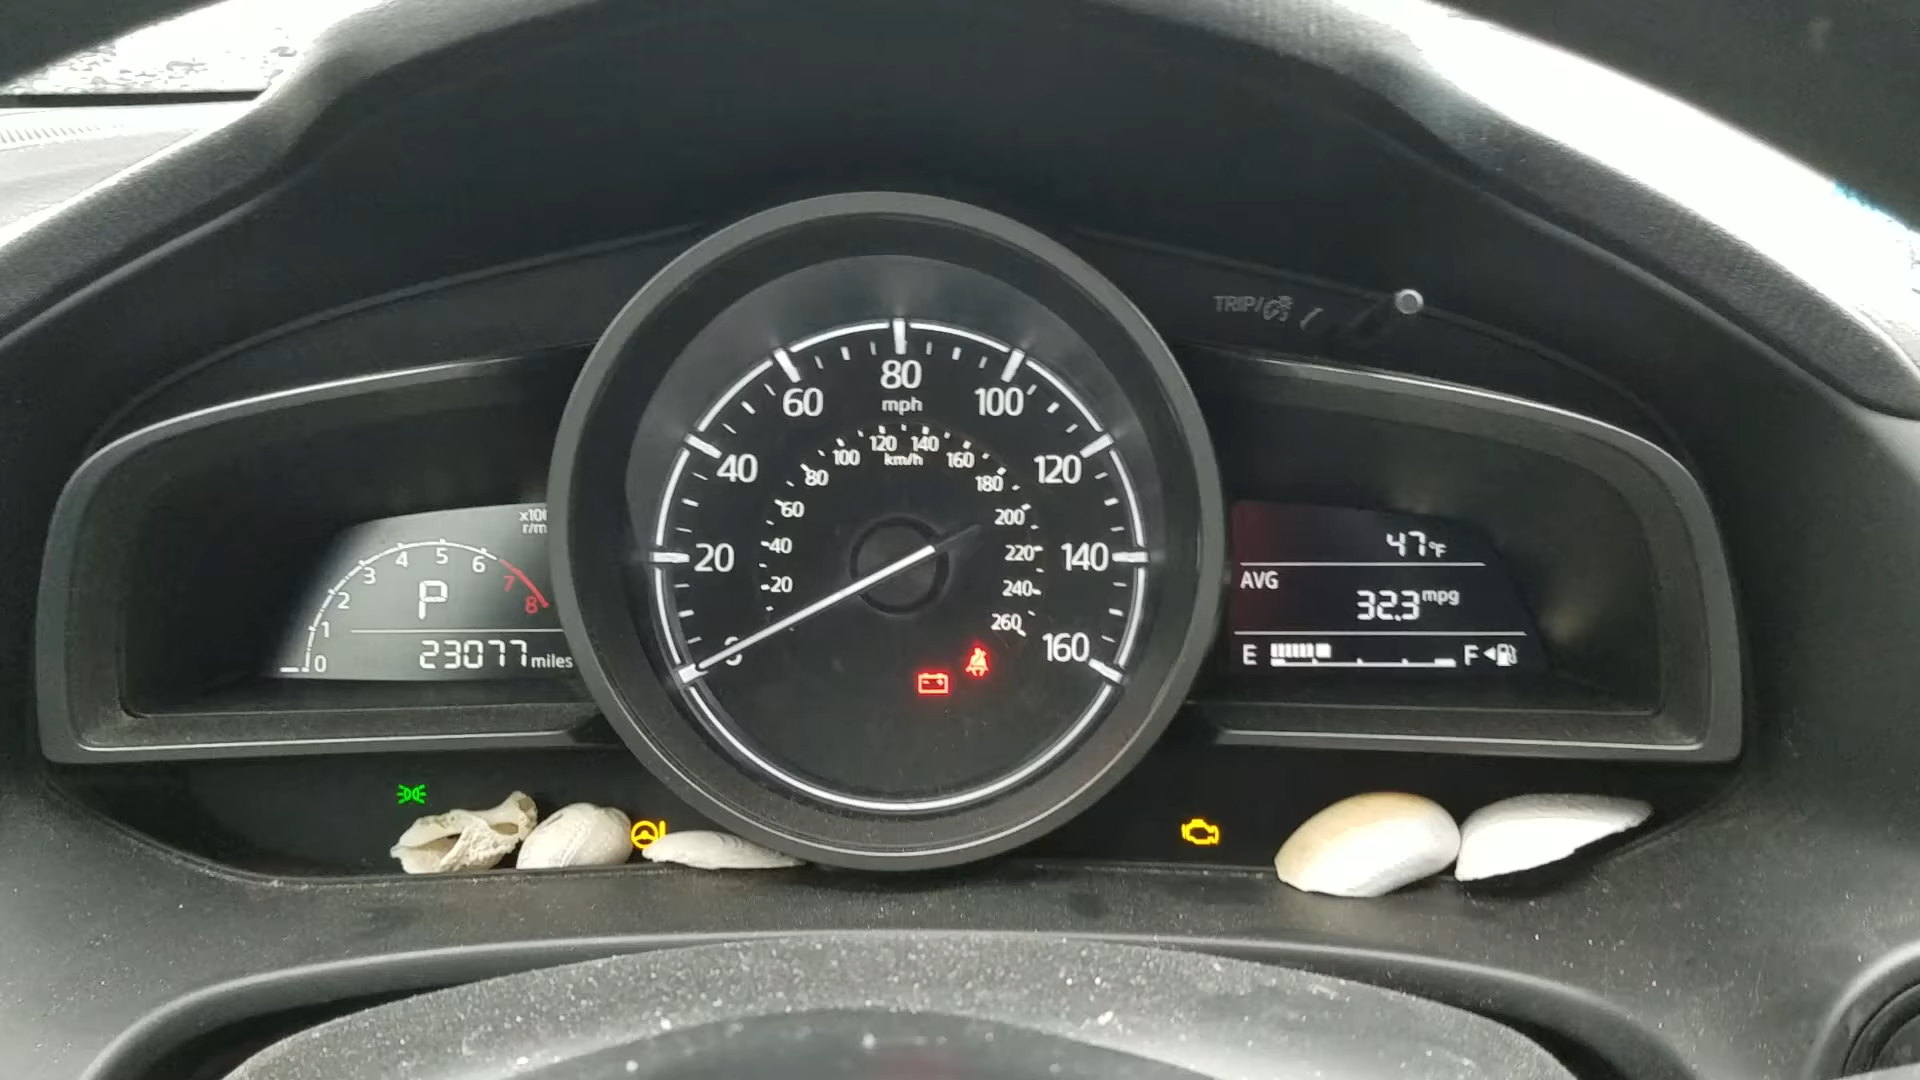 TRIP/
80
60
100
mph
40
120
120 140
100
km/h
160
80
180
x100
r/m
60
200
4 5 6
3
7
2
8
1
0
P
23077 miles
20
40
220
140
20
240
260
0
160
47°F
AVG
32.3 mpg
E
F